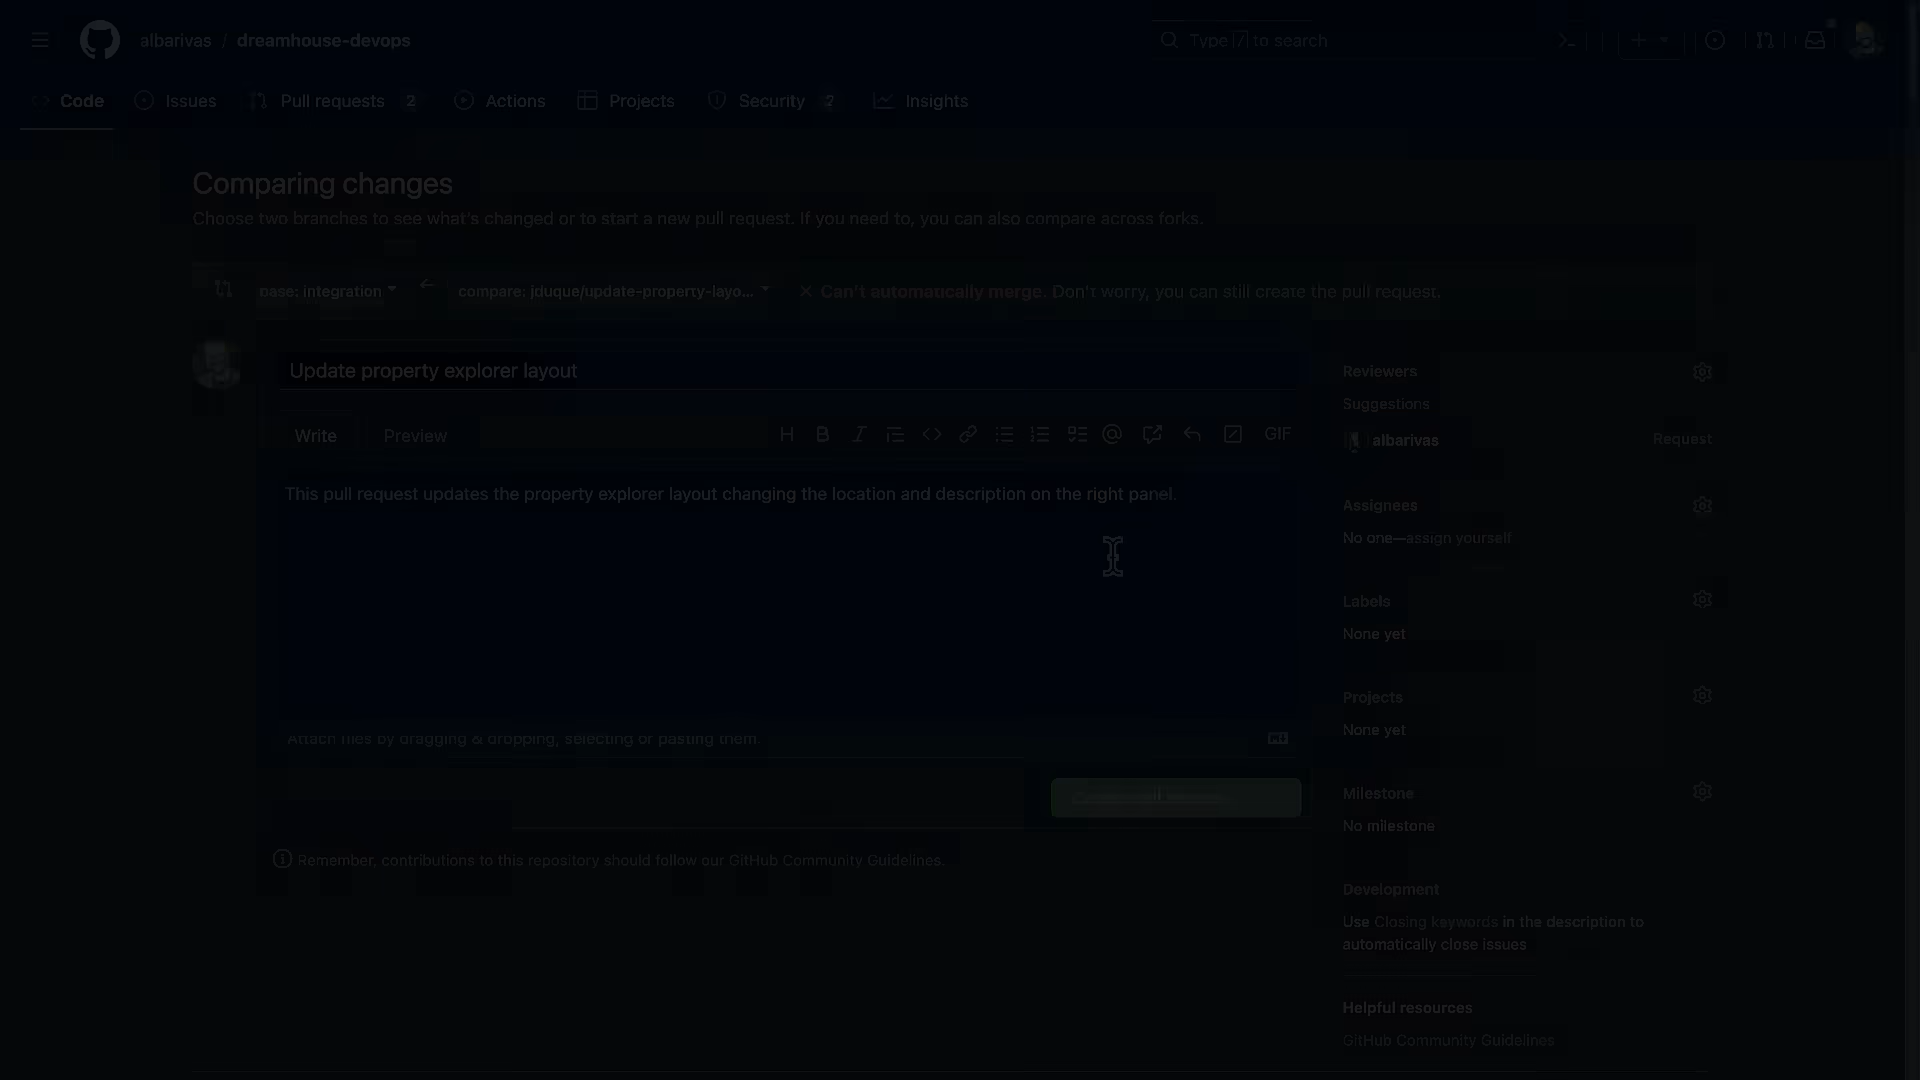 albarivas / dreamhouse-devops
Type / to search
Code
Issues
Pull requests 2
Actions
Projects
Security 2
Insights
Comparing changes
Choose two branches to see what's changed or to start a new pull request. If you need to, you can also compare across forks.
base: integration
compare: jduque/update-property-layo...
Can't automatically merge. Don't worry, you can still create the pull request.
Update property explorer layout
Write
Preview
GIF
This pull request updates the property explorer layout changing the location and description on the right panel.
Attach files by dragging & dropping, selecting or pasting them.
Remember, contributions to this repository should follow our GitHub Community Guidelines.
Reviewers
Suggestions
albarivas
Request
Assignees
No one—assign yourself
Labels
None yet
Projects
None yet
Milestone
No milestone
Development
Use Closing keywords in the description to
automatically close issues
Helpful resources
GitHub Community Guidelines